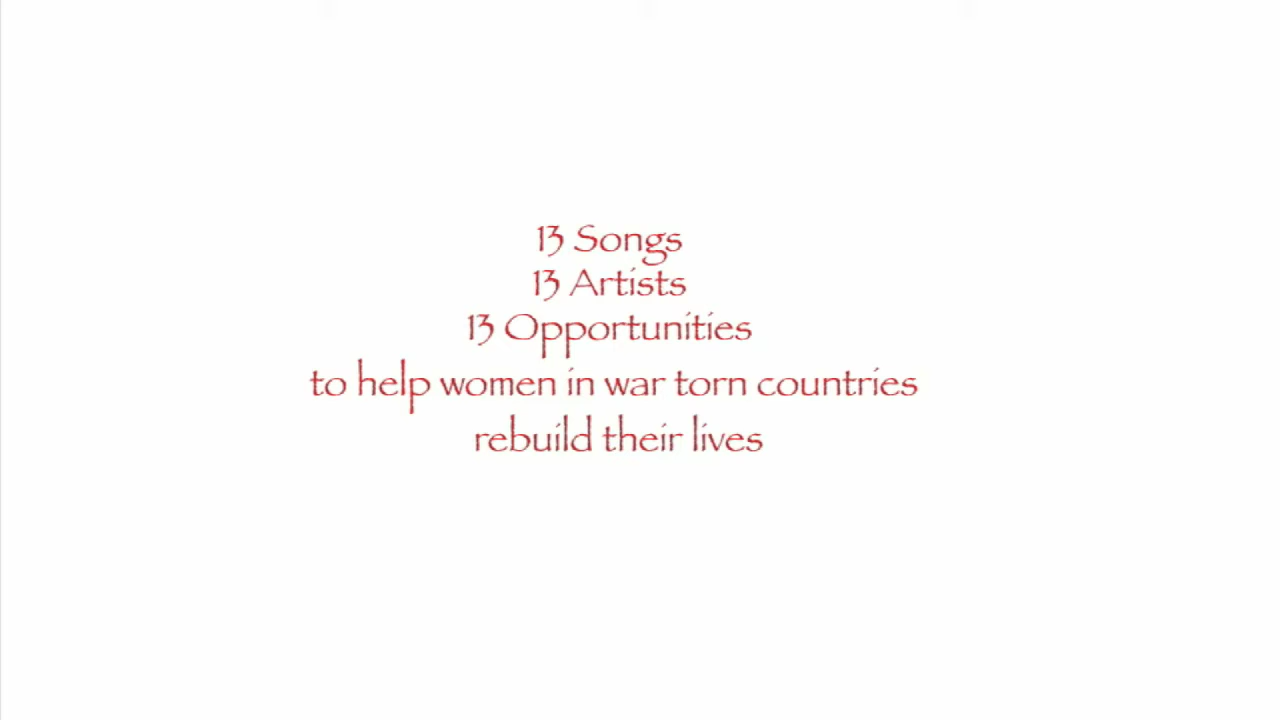 13 Songs
13 Artists
13 Opportunities
to help women in war torn countries
rebuild their lives